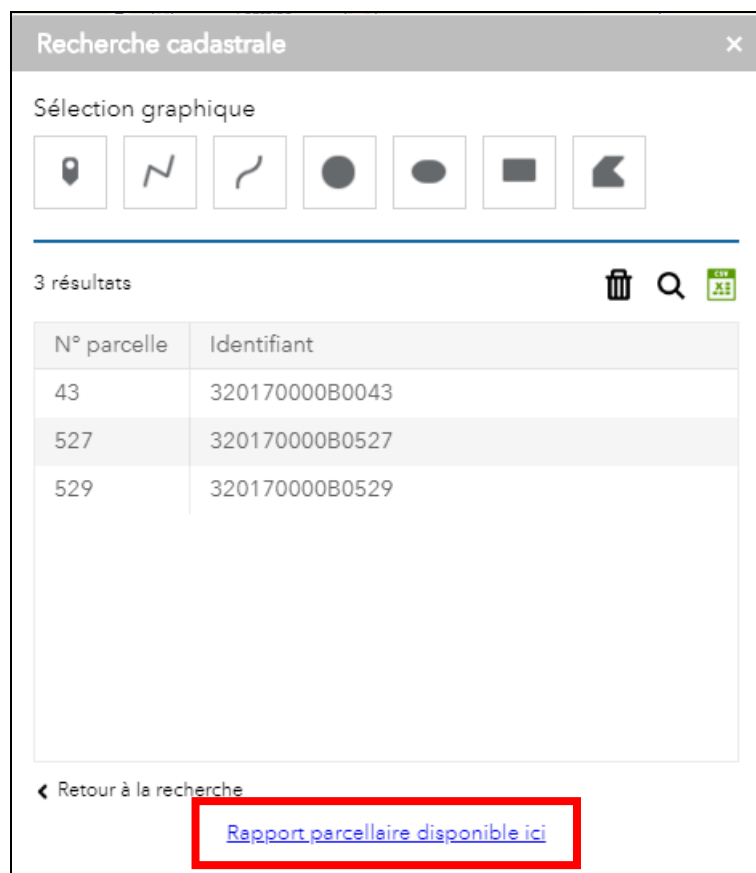 Recherche cadastrale
Sélection graphique
3 résultats
CSV
N° parcelle Identifiant
43 320170000B0043
527 320170000B0527
529 320170000B0529
Retour à la recherche
Rapport parcellaire disponible ici